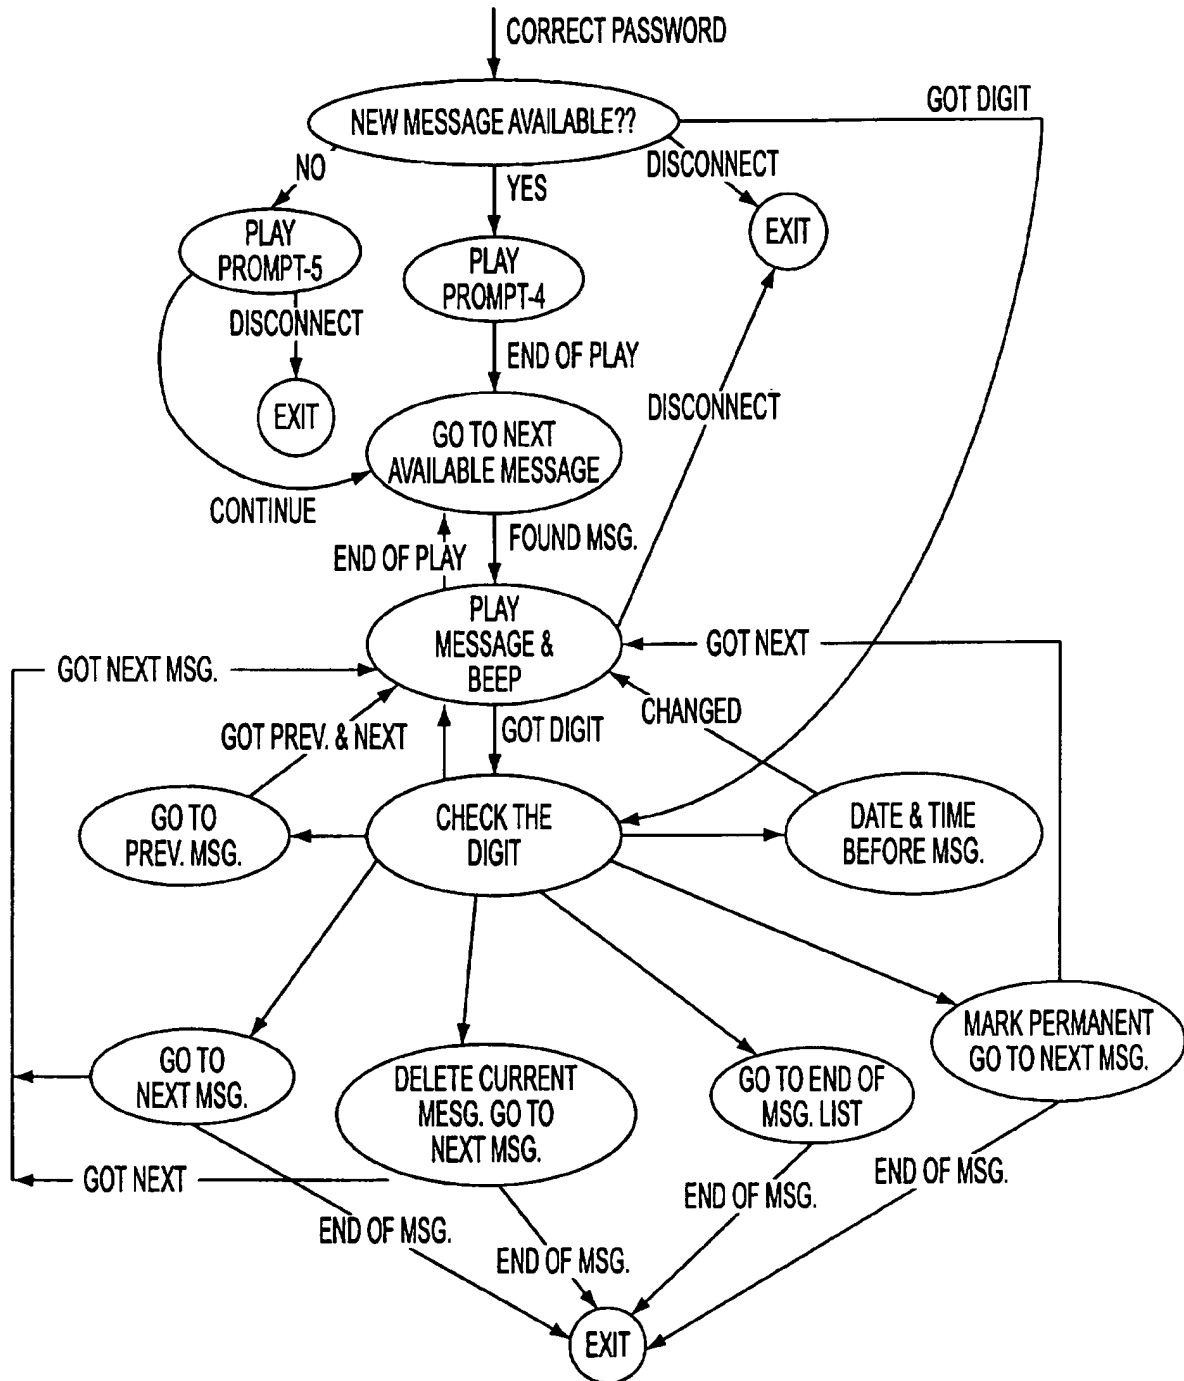 CORRECT PASSWORD
NEW MESSAGE AVAILABLE??
GOT DIGIT
NO
YES
DISCONNECT
EXIT
PLAY
PROMPT-5
PLAY
PROMPT-4
DISCONNECT
END OF PLAY
EXIT
DISCONNECT
GO TO NEXT
AVAILABLE MESSAGE
CONTINUE
END OF PLAY
FOUND MSG.
PLAY
MESSAGE &
BEEP
GOT NEXT
GOT NEXT MSG.
GOT PREV. & NEXT
GOT DIGIT
CHANGED
GO TO
PREV. MSG.
CHECK THE
DIGIT
DATE & TIME
BEFORE MSG.
GO TO
NEXT MSG.
DELETE CURRENT
MESG. GO TO
NEXT MSG.
GO TO END OF
MSG. LIST
MARK PERMANENT
GO TO NEXT MSG.
GOT NEXT
END OF MSG.
END OF MSG.
END OF MSG.
END OF MSG.
EXIT